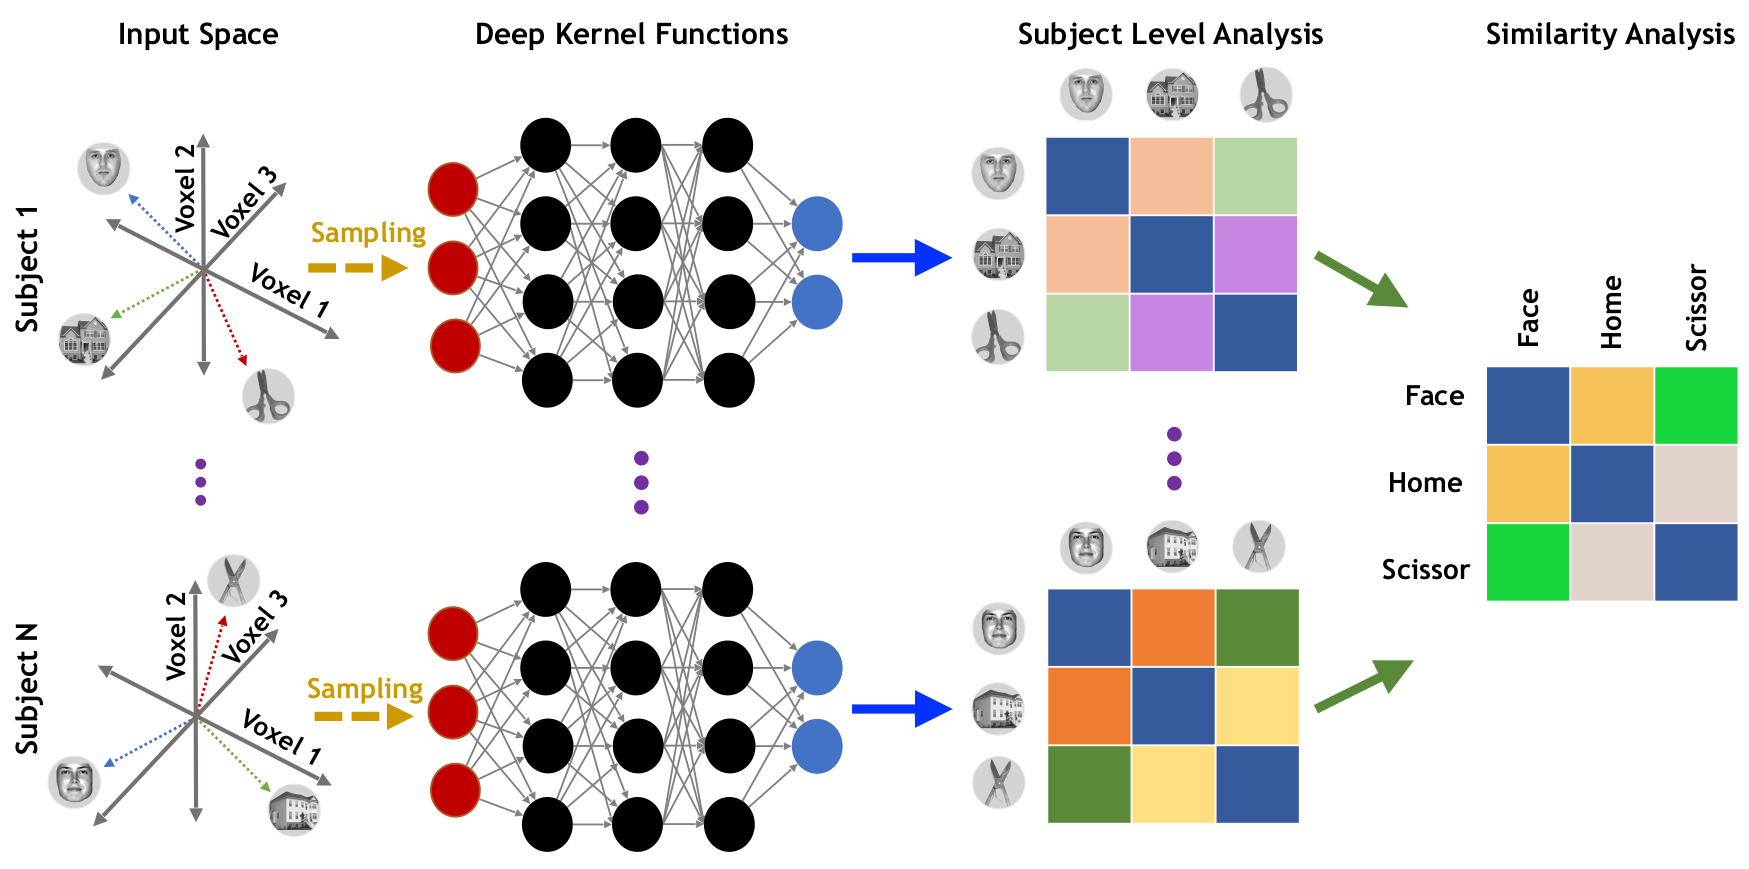 Input Space
Deep Kernel Functions
Subject Level Analysis
Similarity Analysis
Subject 1
Voxel 2
Voxel 3
Voxel 1
Sampling
Face
Home
Scissor
Face
Home
Scissor
Subject N
Voxel 2
Voxel 3
Voxel 1
Sampling